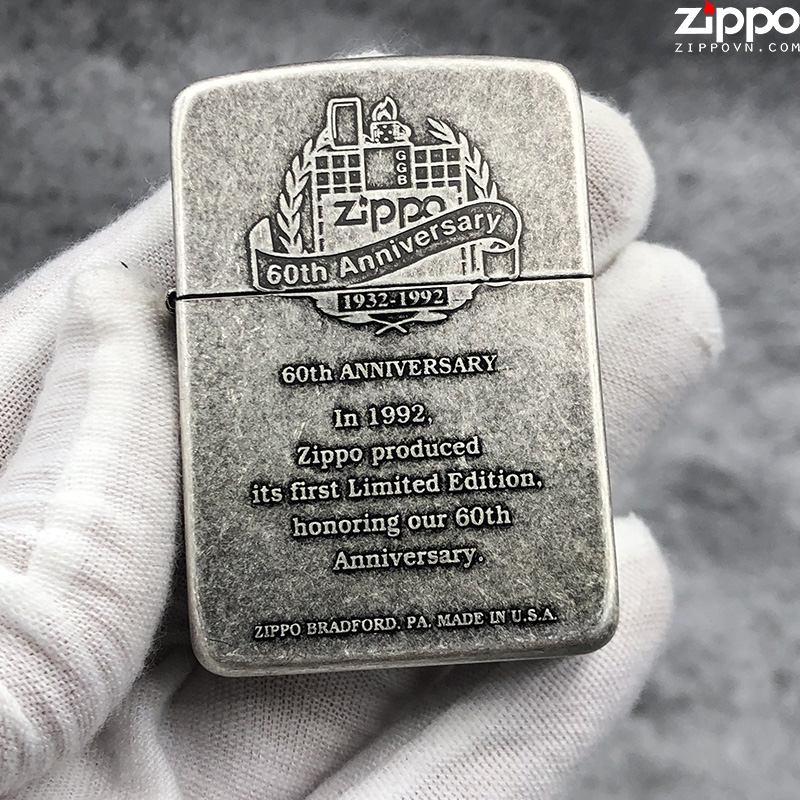 zippo
ZIPPOVN.COM
G
G
B
Zippo
60th Anniversary
1932-1992
60th ANNIVERSARY
In 1992,
Zippo produced
its first Limited Edition,
honoring our 60th
Anniversary.
ZIPPO BRADFORD, PA. MADE IN U.S.A.